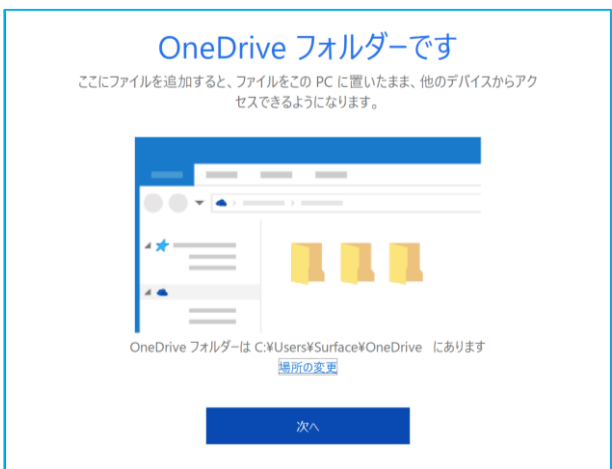 OneDrive フォルダーです
ここにファイルを追加すると、ファイルをこの PC に置いたまま、他のデバイスからアク
セスできるようになります。
OneDrive フォルダーは C:¥Users¥Surface¥OneDrive にあります
場所の変更
次へ